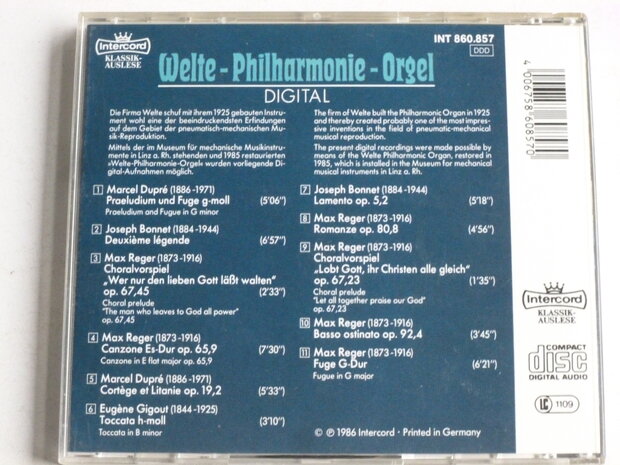 Intercord
KLASSIK-
AUSLESE
INT 860.857
DDD
Welte-Philharmonie-Orgel
DIGITAL
Die Firma Welte schuf mit ihrem 1925 gebauten Instru-
ment wohl eine der beeindruckendsten Erfindungen
auf dem Gebiet der pneumatisch-mechanischen Mu-
sik-Reproduktion.
Mittels der im Museum für mechanische Musikinstru-
mente in Linz a. Rh. stehenden und 1985 restaurierten
»Welte-Philharmonie-Orgel« wurden vorliegende Di-
gital-Aufnahmen möglich.
The firm of Welte built the Philharmonic Organ in 1925
and thereby created probably one of the most impres-
sive inventions in the field of pneumatic-mechanical
musical reproduction.
The present digital recordings were made possible by
means of the Welte Philharmonic Organ, restored in
1985, which is installed in the Museum for mechanical
musical instruments in Linz a. Rh.
1 Marcel Dupré (1886-1971)
Praeludium und Fuge g-moll (5'06")
Praeludium and Fugue in G minor
2 Joseph Bonnet (1884-1944)
Deuxième légende (6'57")
3 Max Reger (1873-1916)
Choralvorspiel
„Wer nur den lieben Gott läßt walten"
op. 67,45 (2'33")
Choral prelude
"The man who leaves to God all power"
op. 67,45
4 Max Reger (1873-1916)
Canzone Es-Dur op. 65,9 (7'30")
Canzone in E flat major op. 65,9
5 Marcel Dupré (1886-1971)
Cortège et Litanie op. 19,2 (5'33")
6 Eugène Gigout (1844-1925)
Toccata h-moll (3'10")
Toccata in B minor
7 Joseph Bonnet (1884-1944)
Lamento op. 5,2 (5'18")
8 Max Reger (1873-1916)
Romanze op. 80,8 (4'56")
9 Max Reger (1873-1916)
Choralvorspiel
„Lobt Gott, ihr Christen alle gleich"
op. 67,23 (1'35")
Choral prelude
"Let all together praise our God"
op. 67,23
10 Max Reger (1873-1916)
Basso ostinato op. 92,4 (3'45")
11 Max Reger (1873-1916)
Fuge G-Dur (6'21")
Fugue in G major
© ℗ 1986 Intercord · Printed in Germany
4 006758 608570
Intercord
KLASSIK-
AUSLESE
COMPACT
disc
DIGITAL AUDIO
LC 1109